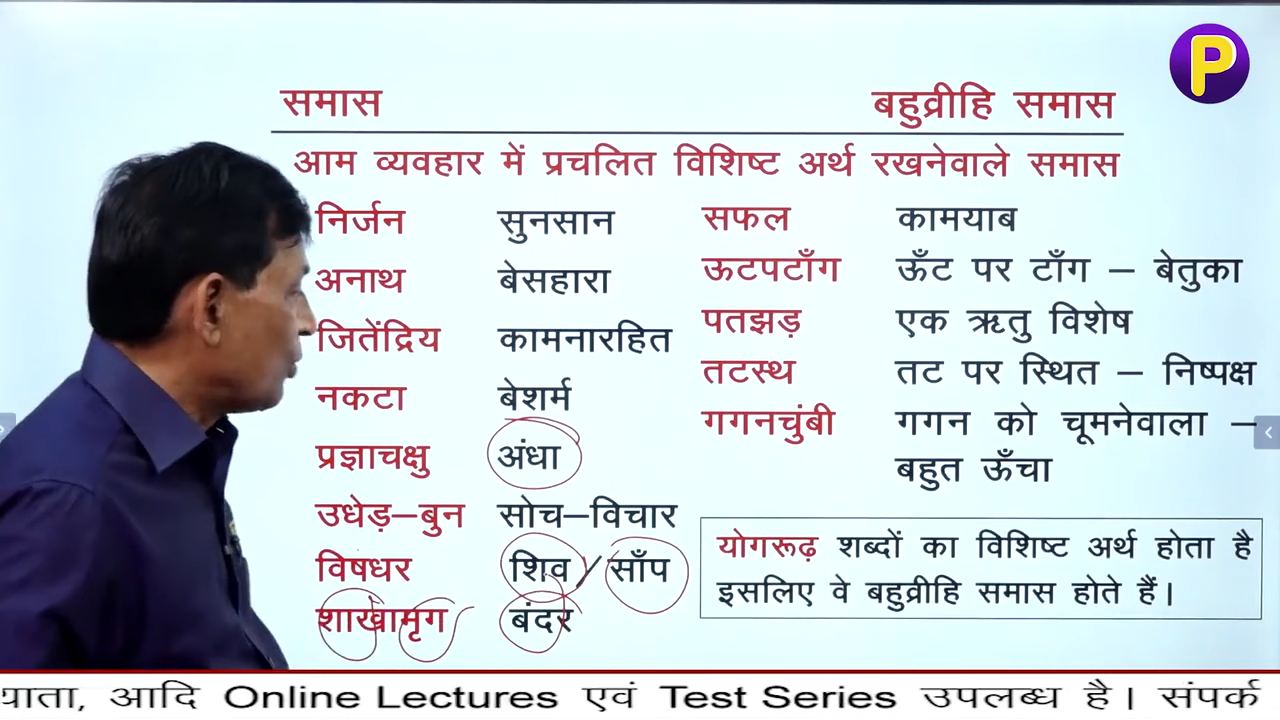 P
समास बहुव्रीहि समास
आम व्यवहार में प्रचलित विशिष्ट अर्थ रखनेवाले समास
निर्जन सुनसान
अनाथ बेसहारा
जितेंद्रिय कामनारहित
नकटा बेशर्म
प्रज्ञाचक्षु अंधा
उधेड़–बुन सोच–विचार
विषधर शिव / साँप
शाखामृग बंदर
सफल कामयाब
ऊटपटाँग ऊँट पर टाँग – बेतुका
पतझड़ एक ऋतु विशेष
तटस्थ तट पर स्थित – निष्पक्ष
गगनचुंबी गगन को चूमनेवाला –
बहुत ऊँचा
योगरूढ़ शब्दों का विशिष्ट अर्थ होता है
इसलिए वे बहुव्रीहि समास होते हैं।
आदि Online Lectures एवं Test Series उपलब्ध है। संपर्क